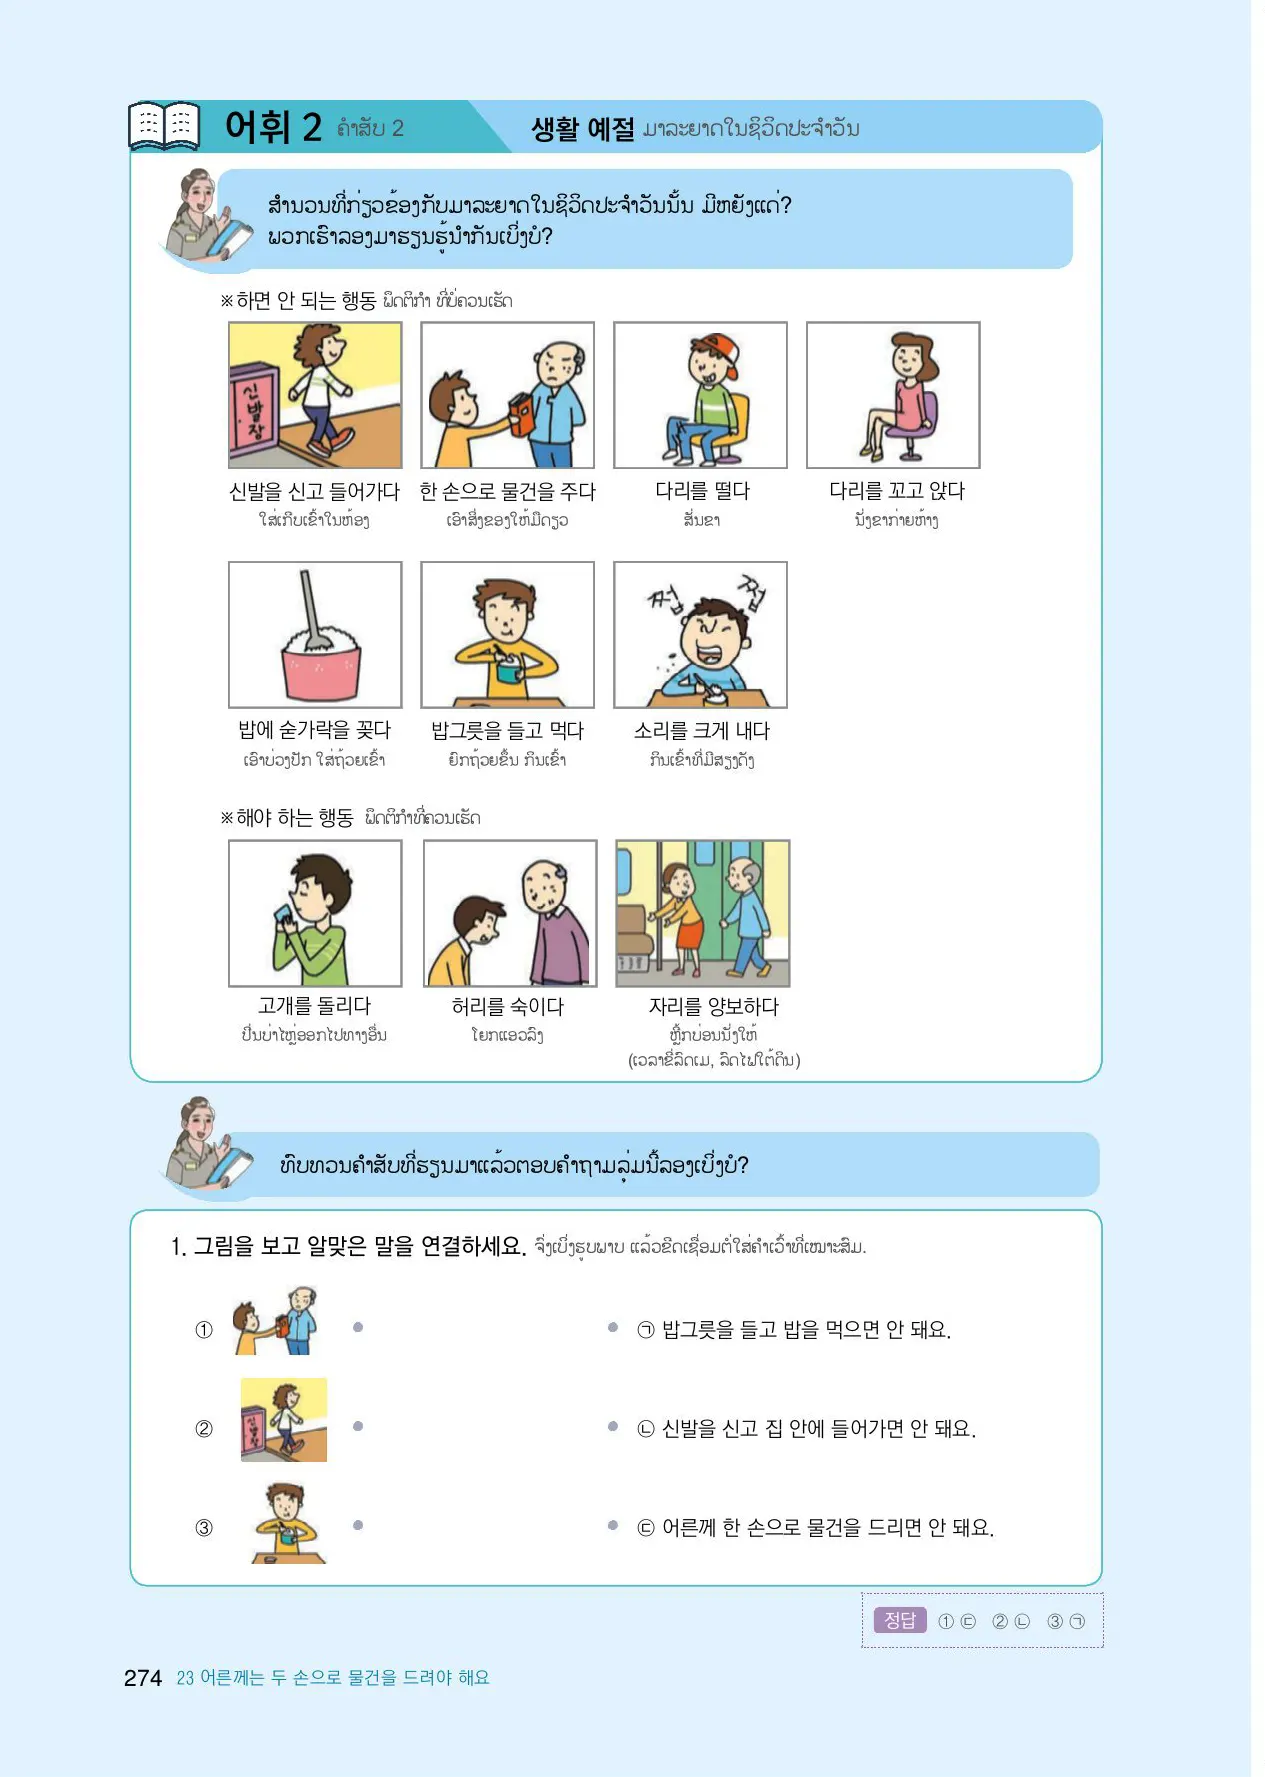 어휘 2 ຄຳສັບ 2
생활 예절 ມາລະຍາດໃນຊີວິດປະຈຳວັນ
ສຳນວນທີ່ກ່ຽວຂ້ອງກັບມາລະຍາດໃນຊີວິດປະຈຳວັນນັ້ນ ມີຫຍັງແດ່?
ພວກເຮົາລອງມາຮຽນຮູ້ນຳກັນເບິ່ງບໍ?
※하면 안 되는 행동 ພຶດຕິກຳ ທີ່ບໍ່ຄວນເຮັດ
신발장
신발을 신고 들어가다 한 손으로 물건을 주다 다리를 떨다 다리를 꼬고 앉다
ໃສ່ເກີບເຂົ້າໃນຫ້ອງ ເອົາສິ່ງຂອງໃຫ້ມືດຽວ ສັ່ນຂາ ນັ່ງຂາກ່າຍຫ້າງ
쩝 쩝
밥에 숟가락을 꽂다 밥그릇을 들고 먹다 소리를 크게 내다
ເອົາບ່ວງປັກ ໃສ່ຖ້ວຍເຂົ້າ ຍົກຖ້ວຍຂຶ້ນ ກິນເຂົ້າ ກິນເຂົ້າທີ່ມີສຽງດັງ
※해야 하는 행동 ພຶດຕິກຳທີ່ຄວນເຮັດ
고개를 돌리다 허리를 숙이다 자리를 양보하다
ປິ່ນບ່າໄຫຼ່ອອກໄປທາງອື່ນ ໂຍກແອວລົງ ຫຼີກບ່ອນນັ່ງໃຫ້
(ເວລາຂີ່ລົດເມ, ລົດໄຟໃຕ້ດິນ)
ທົບທວນຄຳສັບທີ່ຮຽນມາແລ້ວຕອບຄຳຖາມລຸ່ມນີ້ລອງເບິ່ງບໍ?
1. 그림을 보고 알맞은 말을 연결하세요. ຈົ່ງເບິ່ງຮູບພາບ ແລ້ວຂີດເຊື່ອມຕໍ່ໃສ່ຄຳເວົ້າທີ່ເໝາະສົມ.
① ㉠ 밥그릇을 들고 밥을 먹으면 안 돼요.
② 신발장 ㉡ 신발을 신고 집 안에 들어가면 안 돼요.
③ ㉢ 어른께 한 손으로 물건을 드리면 안 돼요.
정답 ① ㉢ ② ㉡ ③ ㉠
274 23 어른께는 두 손으로 물건을 드려야 해요